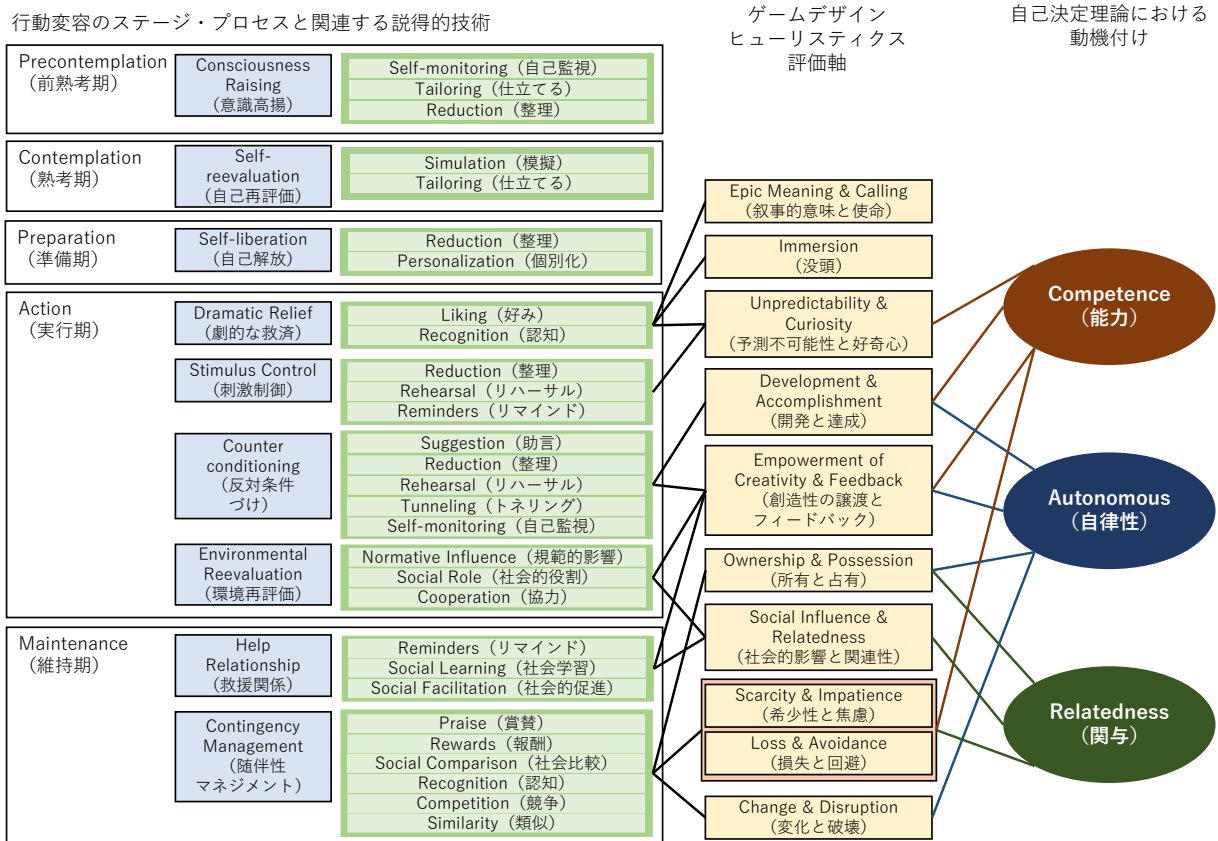 行動変容のステージ・プロセスと関連する説得的技術
ゲームデザイン
ヒューリスティクス
評価軸
自己決定理論における
動機付け
Precontemplation
(前熟考期)
Consciousness
Raising
(意識高揚)
Self-monitoring(自己監視)
Tailoring(仕立てる)
Reduction(整理)
Contemplation
(熟考期)
Self-
reevaluation
(自己再評価)
Simulation(模擬)
Tailoring(仕立てる)
Preparation
(準備期)
Self-liberation
(自己解放)
Reduction(整理)
Personalization(個別化)
Action
(実行期)
Dramatic Relief
(劇的な救済)
Liking(好み)
Recognition(認知)
Stimulus Control
(刺激制御)
Reduction(整理)
Rehearsal(リハーサル)
Reminders(リマインド)
Counter
conditioning
(反対条件
づけ)
Suggestion(助言)
Reduction(整理)
Rehearsal(リハーサル)
Tunneling(トネリング)
Self-monitoring(自己監視)
Environmental
Reevaluation
(環境再評価)
Normative Influence(規範的影響)
Social Role(社会的役割)
Cooperation(協力)
Maintenance
(維持期)
Help
Relationship
(救援関係)
Reminders(リマインド)
Social Learning(社会学習)
Social Facilitation(社会的促進)
Contingency
Management
(随伴性
マネジメント)
Praise(賞賛)
Rewards(報酬)
Social Comparison(社会比較)
Recognition(認知)
Competition(競争)
Similarity(類似)
Epic Meaning & Calling
(叙事的意味と使命)
Immersion
(没頭)
Unpredictability &
Curiosity
(予測不可能性と好奇心)
Development &
Accomplishment
(開発と達成)
Empowerment of
Creativity & Feedback
(創造性の譲渡と
フィードバック)
Ownership & Possession
(所有と占有)
Social Influence &
Relatedness
(社会的影響と関連性)
Scarcity & Impatience
(希少性と焦慮)
Loss & Avoidance
(損失と回避)
Change & Disruption
(変化と破壊)
Competence
(能力)
Autonomous
(自律性)
Relatedness
(関与)